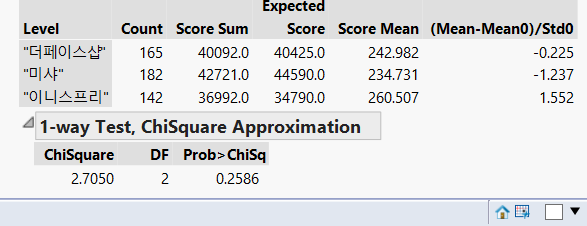 Expected
Level Count Score Sum Score Score Mean (Mean-Mean0)/Std0
"더페이스샵" 165 40092.0 40425.0 242.982 -0.225
"미샤" 182 42721.0 44590.0 234.731 -1.237
"이니스프리" 142 36992.0 34790.0 260.507 1.552
1-way Test, ChiSquare Approximation
ChiSquare DF Prob>ChiSq
2.7050 2 0.2586